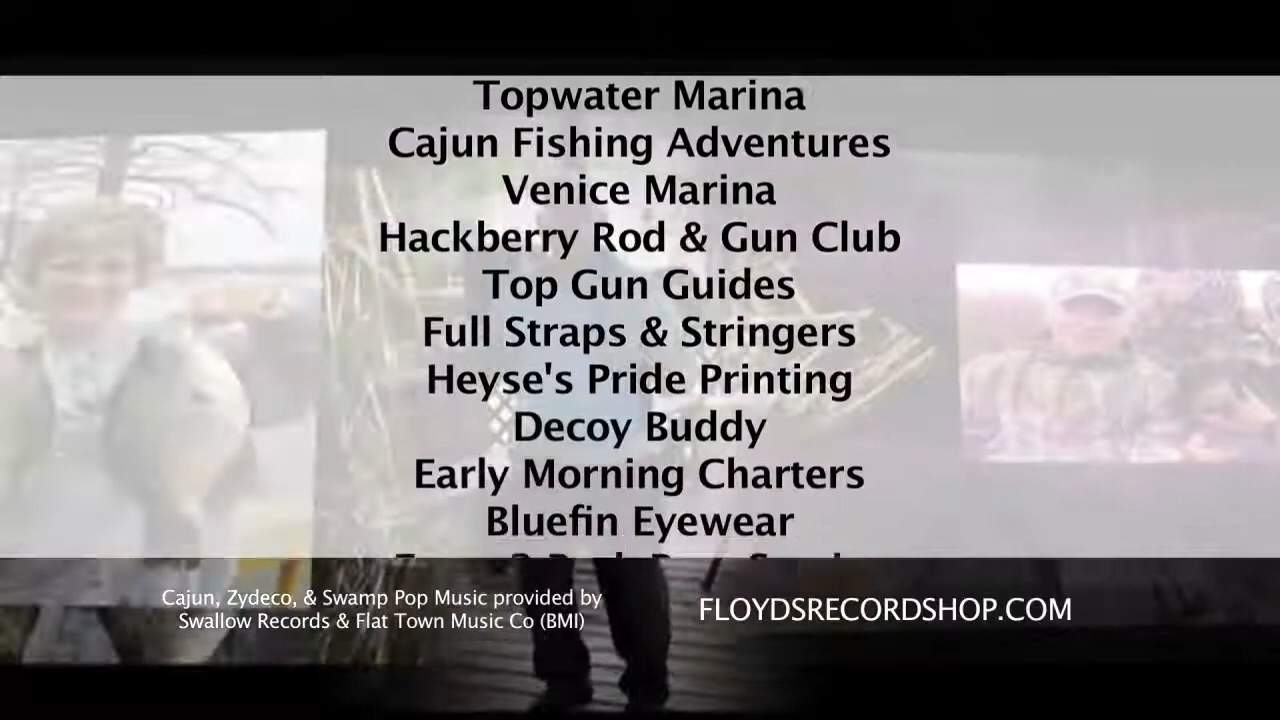 Topwater Marina
Cajun Fishing Adventures
Venice Marina
Hackberry Rod & Gun Club
Top Gun Guides
Full Straps & Stringers
Heyse's Pride Printing
Decoy Buddy
Early Morning Charters
Bluefin Eyewear
Cajun, Zydeco, & Swamp Pop Music provided by
Swallow Records & Flat Town Music Co (BMI)
FLOYDSRECORDSHOP.COM